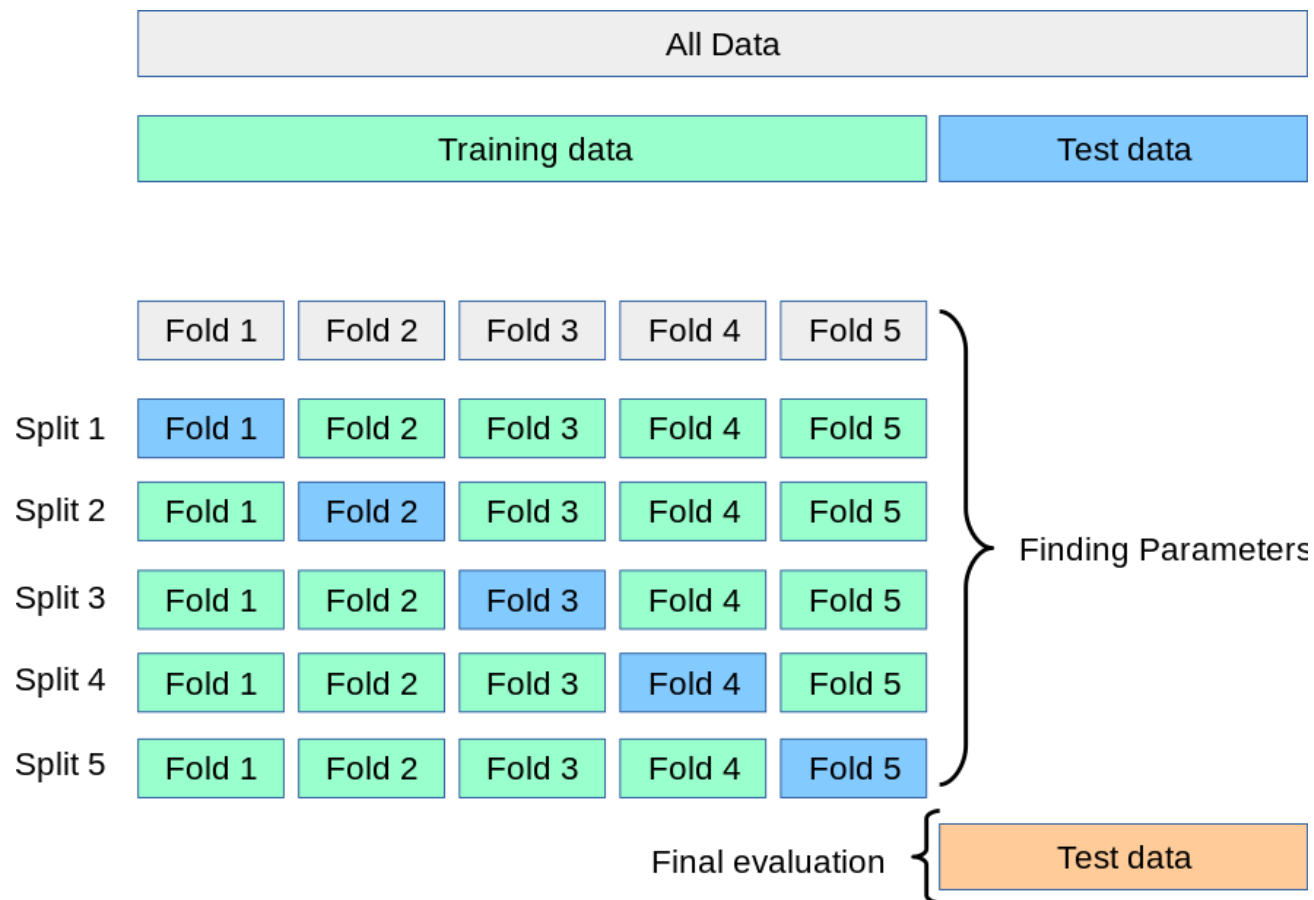 All Data
Training data Test data
Fold 1 Fold 2 Fold 3 Fold 4 Fold 5
Split 1 Fold 1 Fold 2 Fold 3 Fold 4 Fold 5
Split 2 Fold 1 Fold 2 Fold 3 Fold 4 Fold 5
Finding Parameters
Split 3 Fold 1 Fold 2 Fold 3 Fold 4 Fold 5
Split 4 Fold 1 Fold 2 Fold 3 Fold 4 Fold 5
Split 5 Fold 1 Fold 2 Fold 3 Fold 4 Fold 5
Final evaluation Test data